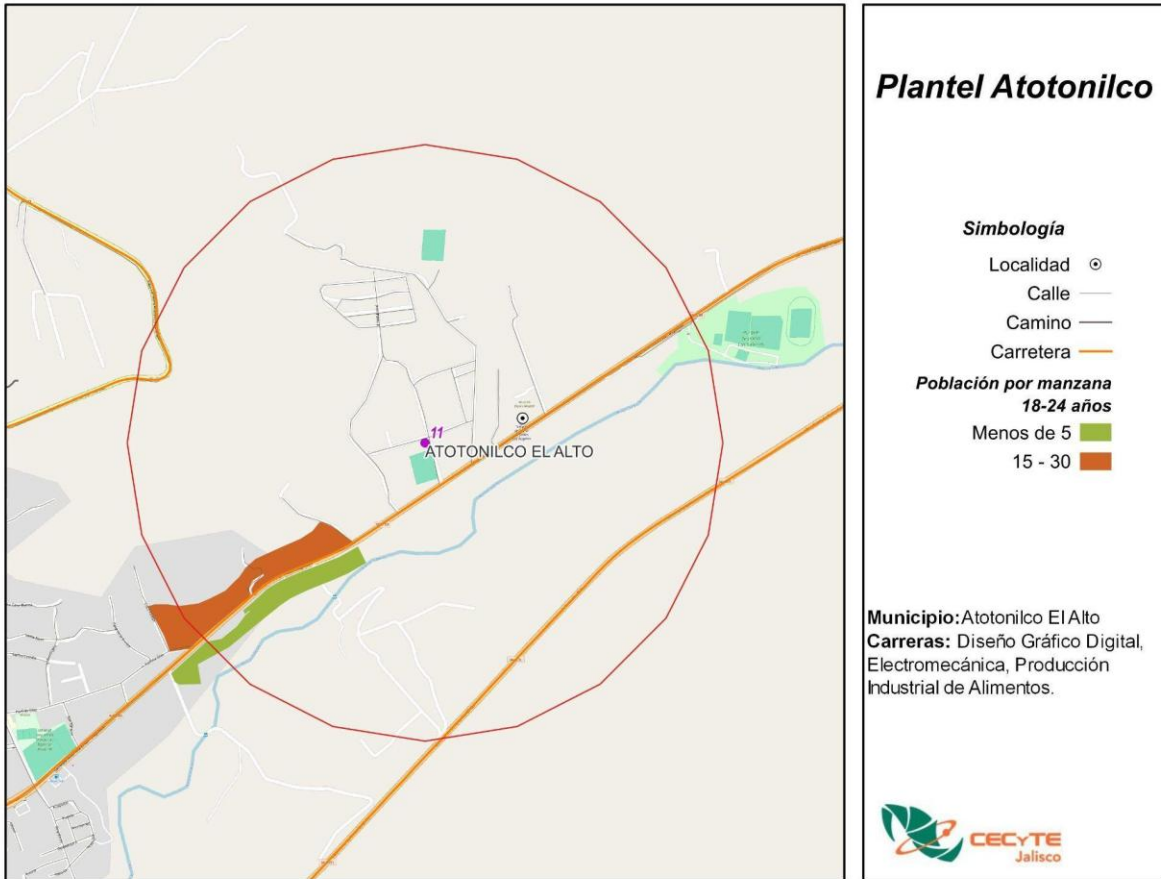 11
ATOTONILCO EL ALTO
Plantel Atotonilco
Simbología
Localidad
Calle
Camino
Carretera
Población por manzana
18-24 años
Menos de 5
15 - 30
Municipio: Atotonilco El Alto
Carreras: Diseño Gráfico Digital,
Electromecánica, Producción
Industrial de Alimentos.
CECyTE
Jalisco